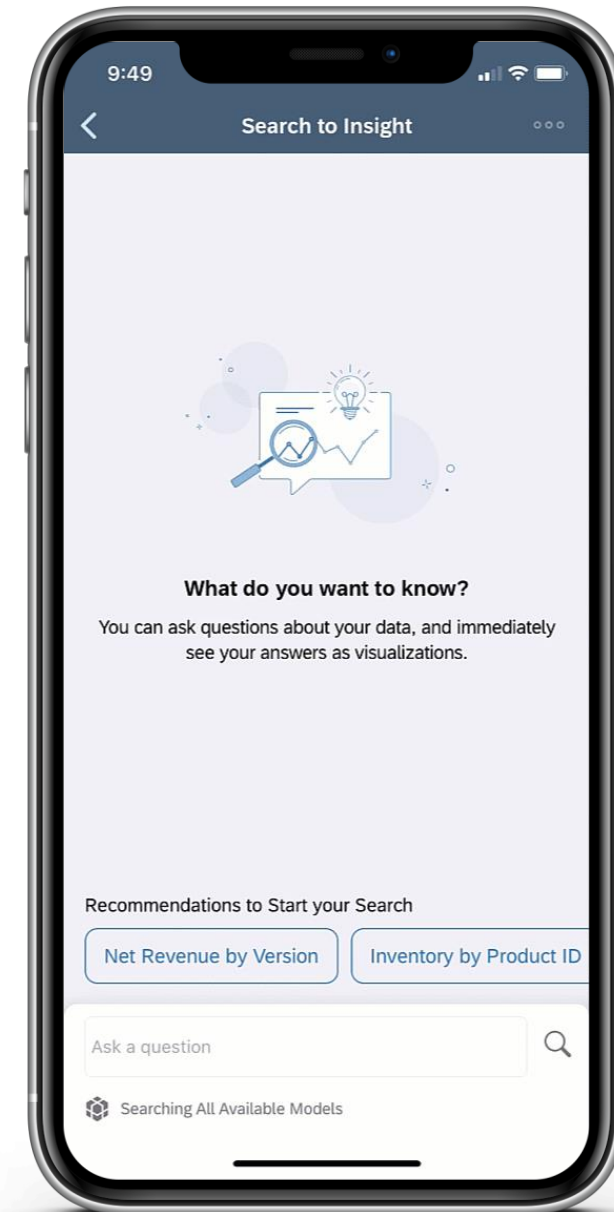 9:49
Search to Insight
What do you want to know?
You can ask questions about your data, and immediately
see your answers as visualizations.
Recommendations to Start your Search
Net Revenue by Version
Inventory by Product ID
Ask a question
Searching All Available Models